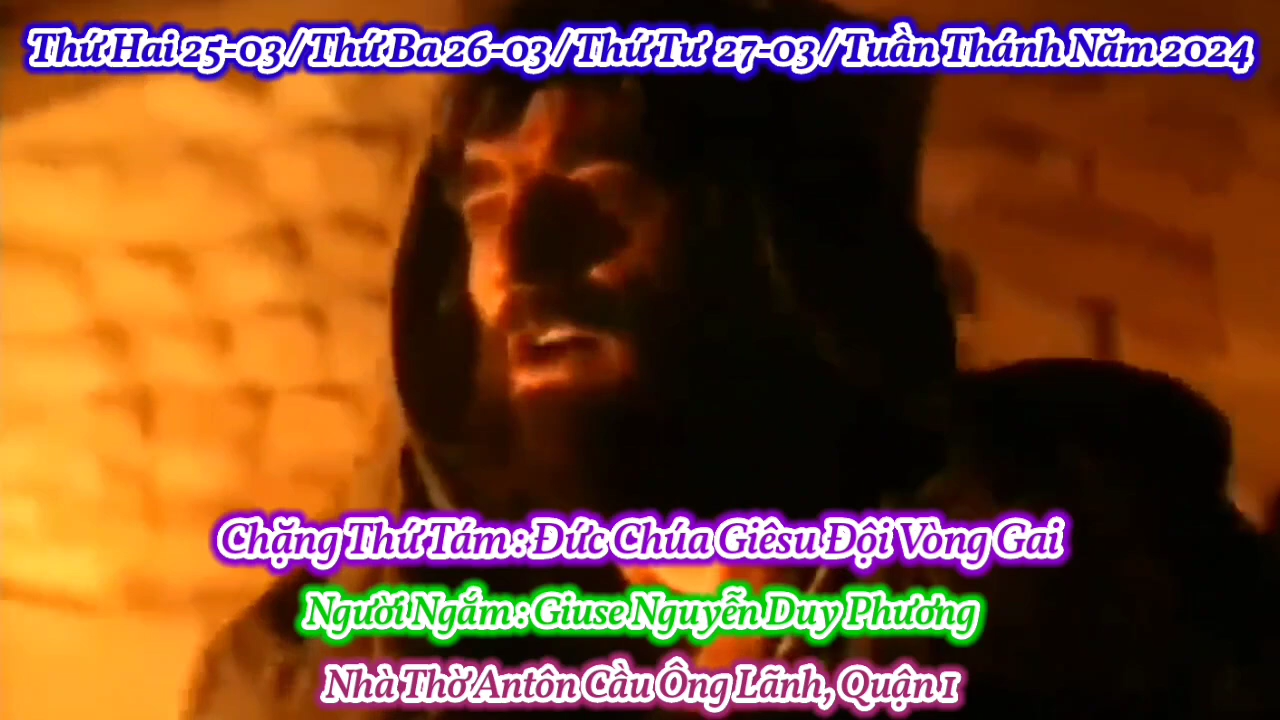 Thứ Hai 25-03 / Thứ Ba 26-03 / Thứ Tư 27-03 / Tuần Thánh Năm 2024
Chặng Thứ Tám : Đức Chúa Giêsu Đội Vòng Gai
Người Ngắm : Giuse Nguyễn Duy Phương
Nhà Thờ Antôn Cầu Ông Lãnh, Quận 1